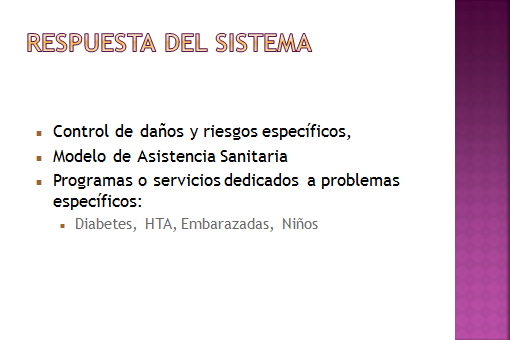 RESPUESTA DEL SISTEMA
Control de daños y riesgos específicos,
Modelo de Asistencia Sanitaria
Programas o servicios dedicados a problemas
específicos:
Diabetes, HTA, Embarazadas, Niños